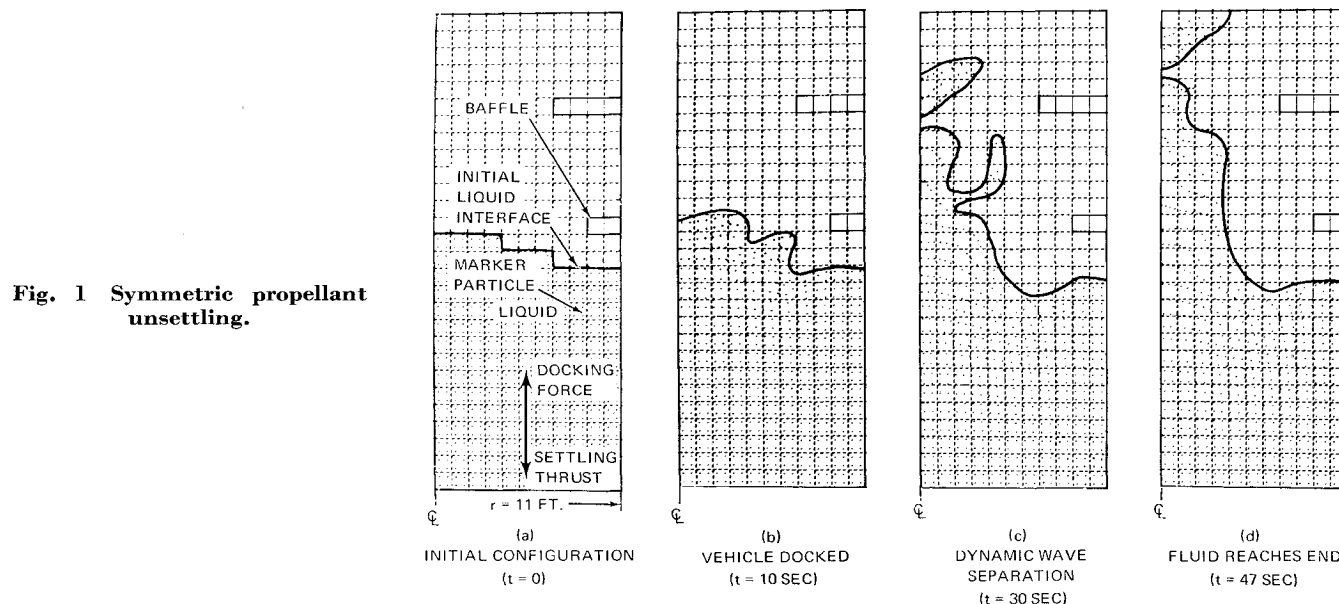 Fig. 1 Symmetric propellant
unsettling.
BAFFLE
INITIAL
LIQUID
INTERFACE
MARKER
PARTICLE
LIQUID
DOCKING
FORCE
SETTLING
THRUST
℄
r = 11 FT.
(a)
INITIAL CONFIGURATION
(t = 0)
℄
(b)
VEHICLE DOCKED
(t = 10 SEC)
℄
(c)
DYNAMIC WAVE
SEPARATION
(t = 30 SEC)
℄
(d)
FLUID REACHES END
(t = 47 SEC)